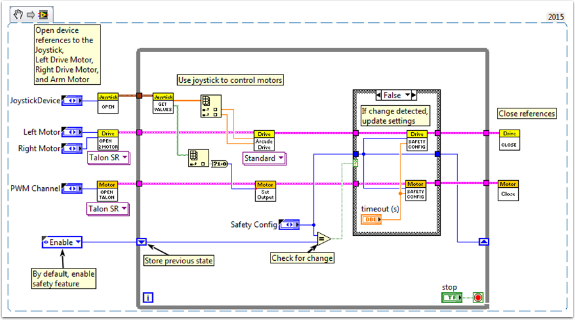 2015
Open device
references to the
Joystick,
Left Drive Motor,
Right Drive Motor,
and Arm Motor
Use joystick to control motors
False
If change detected,
update settings
Close references
JoystickDevice
Joystick
OPEN
Joystick
GET
VALUES
Left Motor
Right Motor
Drive
OPEN
2 MOTOR
Talon SR
Drive
Arcade
Drive
Standard
Drive
SAFETY
CONFIG
Drive
CLOSE
PWM Channel
Motor
OPEN
TALON
Talon SR
?1:0
Motor
Set
Output
Motor
SAFETY
CONFIG
Motor
Close
timeout (s)
DBL
Safety Config
Enable
Store previous state
Check for change
By default, enable
safety feature
i
stop
TF